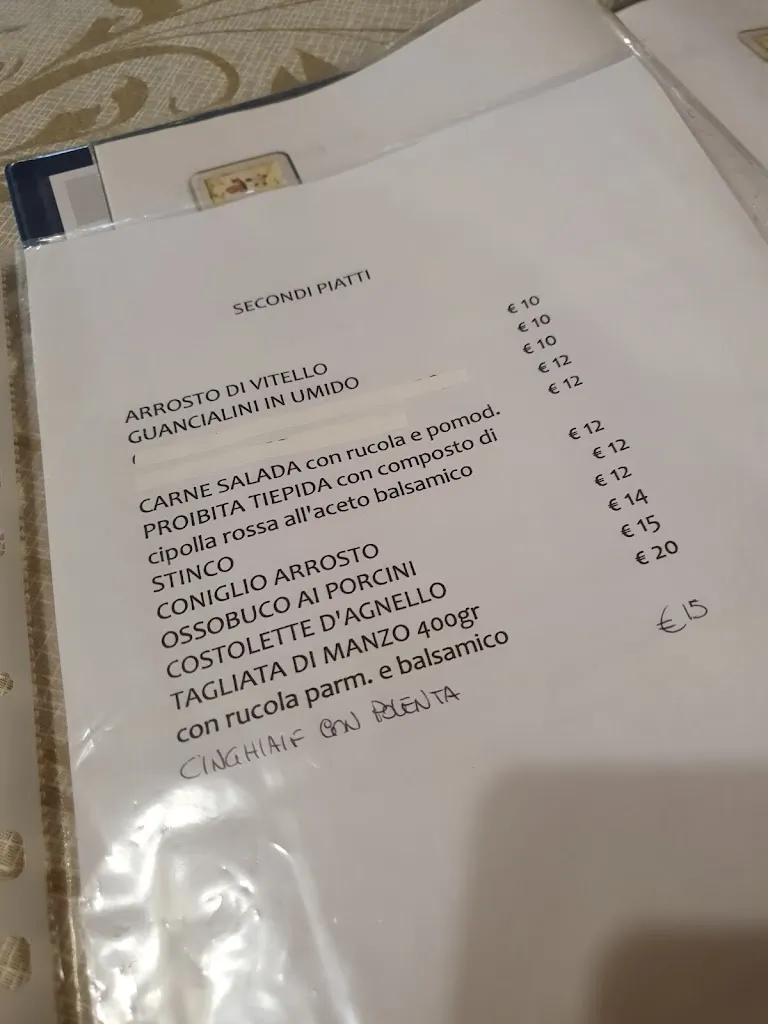 SECONDI PIATTI
ARROSTO DI VITELLO € 10
GUANCIALINI IN UMIDO € 10
€ 10
€ 12
CARNE SALADA con rucola e pomod. € 12
PROIBITA TIEPIDA con composto di
cipolla rossa all'aceto balsamico € 12
STINCO € 12
CONIGLIO ARROSTO € 12
OSSOBUCO AI PORCINI € 14
COSTOLETTE D'AGNELLO € 15
TAGLIATA DI MANZO 400gr € 20
con rucola parm. e balsamico
CINGHIALE CON POLENTA € 15